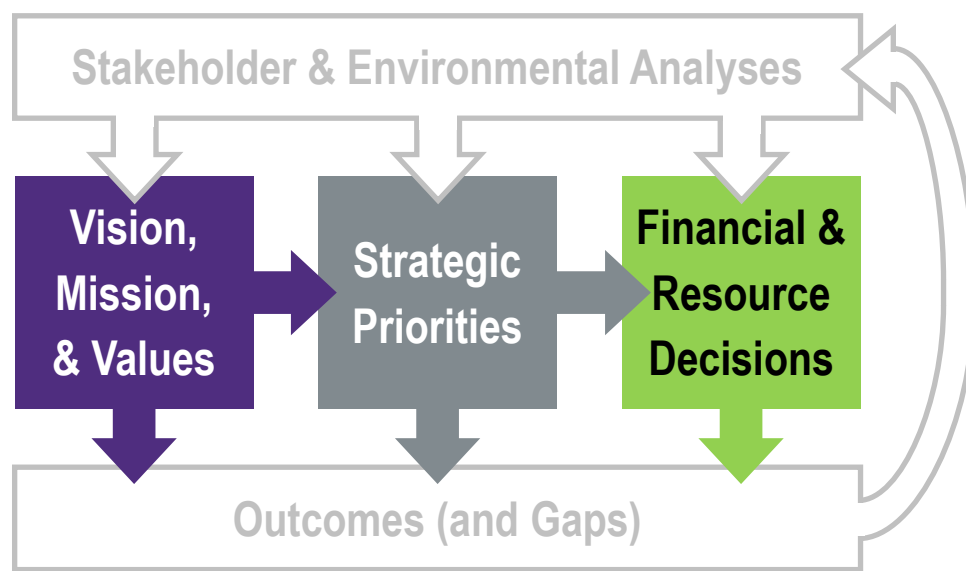 Stakeholder & Environmental Analyses
Vision,
Mission,
& Values
Strategic
Priorities
Financial &
Resource
Decisions
Outcomes (and Gaps)